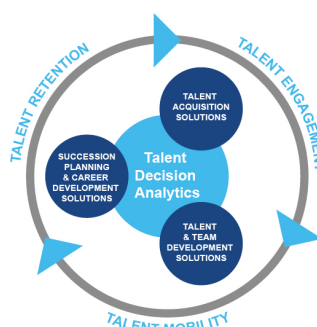 TALENT RETENTION
TALENT ENGAGEMENT
TALENT
ACQUISITION
SOLUTIONS
SUCCESSION
PLANNING
& CAREER
DEVELOPMENT
SOLUTIONS
Talent
Decision
Analytics
TALENT
& TEAM
DEVELOPMENT
SOLUTIONS
TALENT MOBILITY